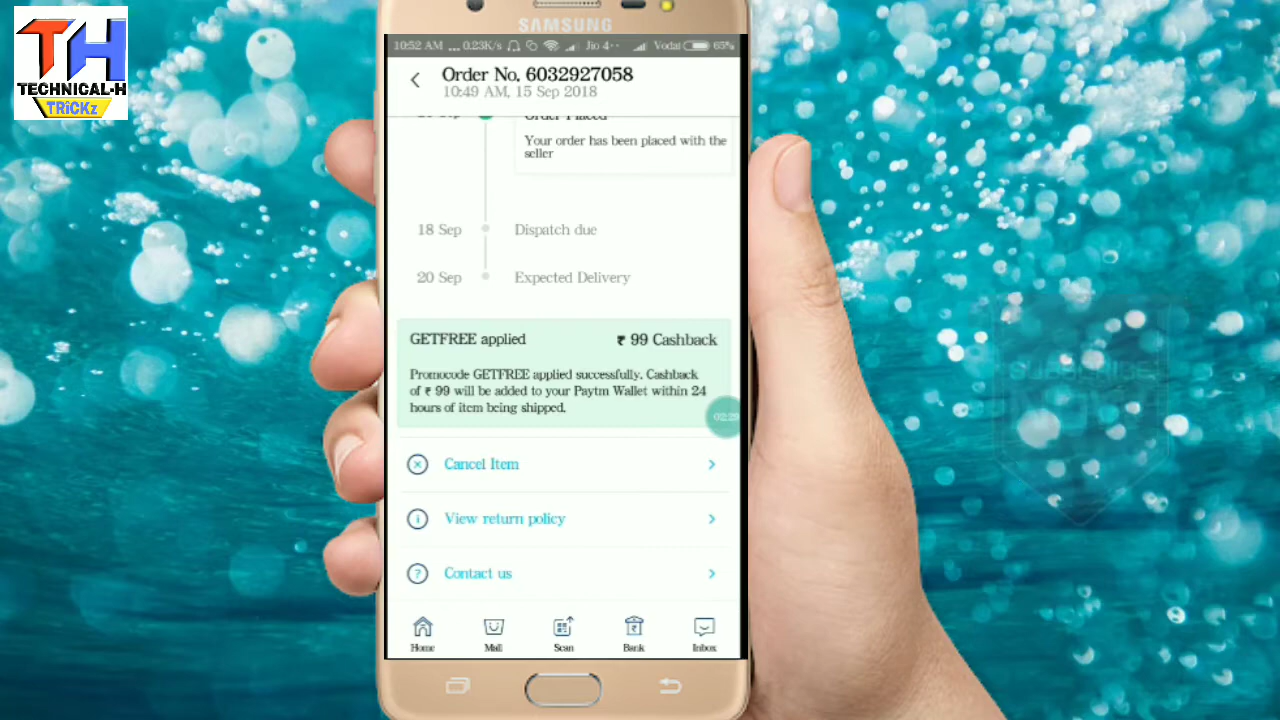 TH
TECHNICAL-H
TRiCKz
SAMSUNG
10:52 AM ... 0.23K/s Jio 4·· Vodaf 65%
Order No. 6032927058
10:49 AM, 15 Sep 2018
Order Placed
Your order has been placed with the
seller
18 Sep Dispatch due
20 Sep Expected Delivery
GETFREE applied ₹ 99 Cashback
Promocode GETFREE applied successfully. Cashback
of ₹ 99 will be added to your Paytm Wallet within 24
hours of item being shipped.
02:29
Cancel Item
View return policy
Contact us
Home Mall Scan Bank Inbox
SUBSCRIBE
NOW